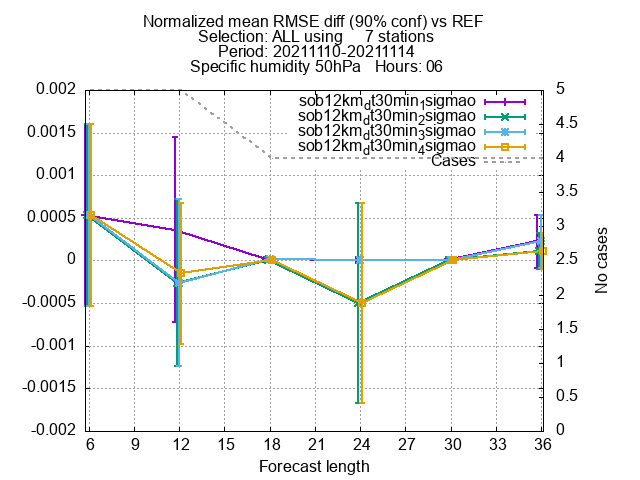 Normalized mean RMSE diff (90% conf) vs REF
Selection: ALL using 7 stations
Period: 20211110-20211114
Specific humidity 50hPa Hours: 06
sob12km_dt30min_1sigmao
sob12km_dt30min_2sigmao
sob12km_dt30min_3sigmao
sob12km_dt30min_4sigmao
Cases
0.002
0.0015
0.001
0.0005
0
-0.0005
-0.001
-0.0015
-0.002
5
4.5
4
3.5
3
2.5
2
1.5
1
0.5
0
No cases
6 9 12 15 18 21 24 27 30 33 36
Forecast length